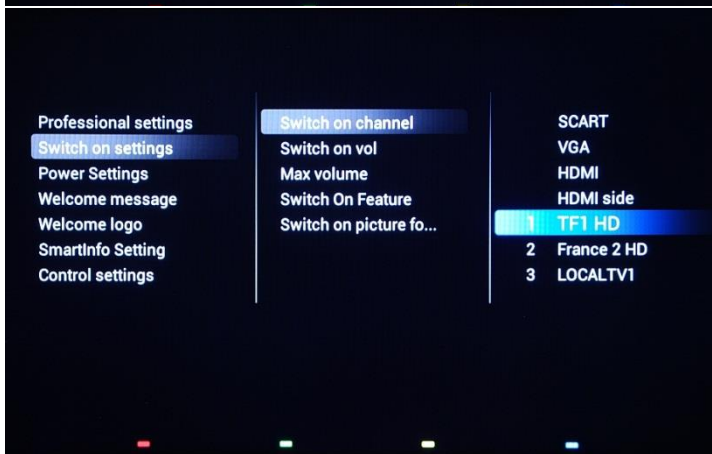 Professional settings
Switch on settings
Power Settings
Welcome message
Welcome logo
SmartInfo Setting
Control settings
Switch on channel
Switch on vol
Max volume
Switch On Feature
Switch on picture fo...
SCART
VGA
HDMI
HDMI side
1 TF1 HD
2 France 2 HD
3 LOCALTV1